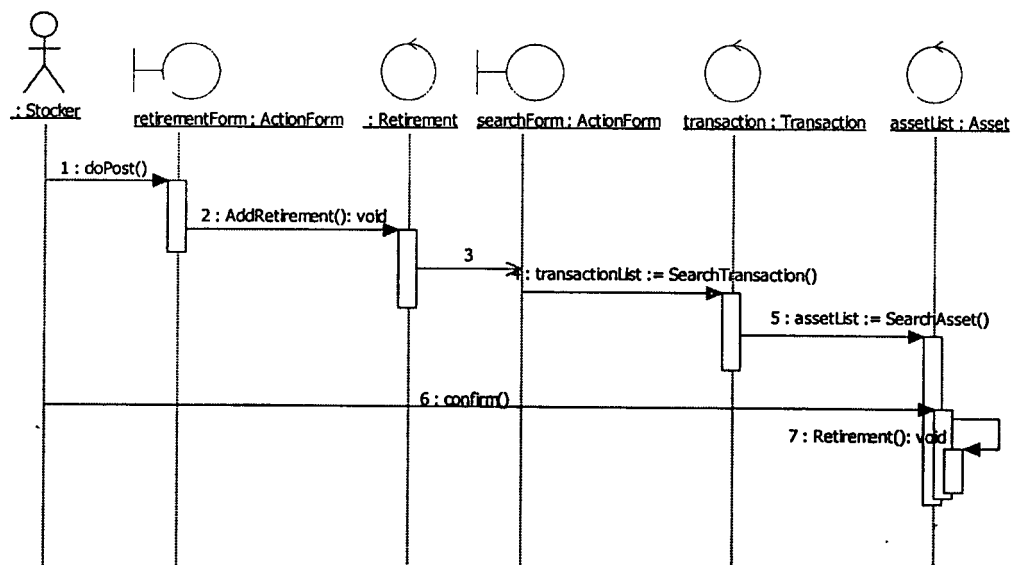 : Stocker
retirementForm : ActionForm
: Retirement
searchForm : ActionForm
transaction : Transaction
assetList : Asset
1 : doPost()
2 : AddRetirement(): void
3
4 : transactionList := SearchTransaction()
5 : assetList := SearchAsset()
6 : confirm()
7 : Retirement(): void